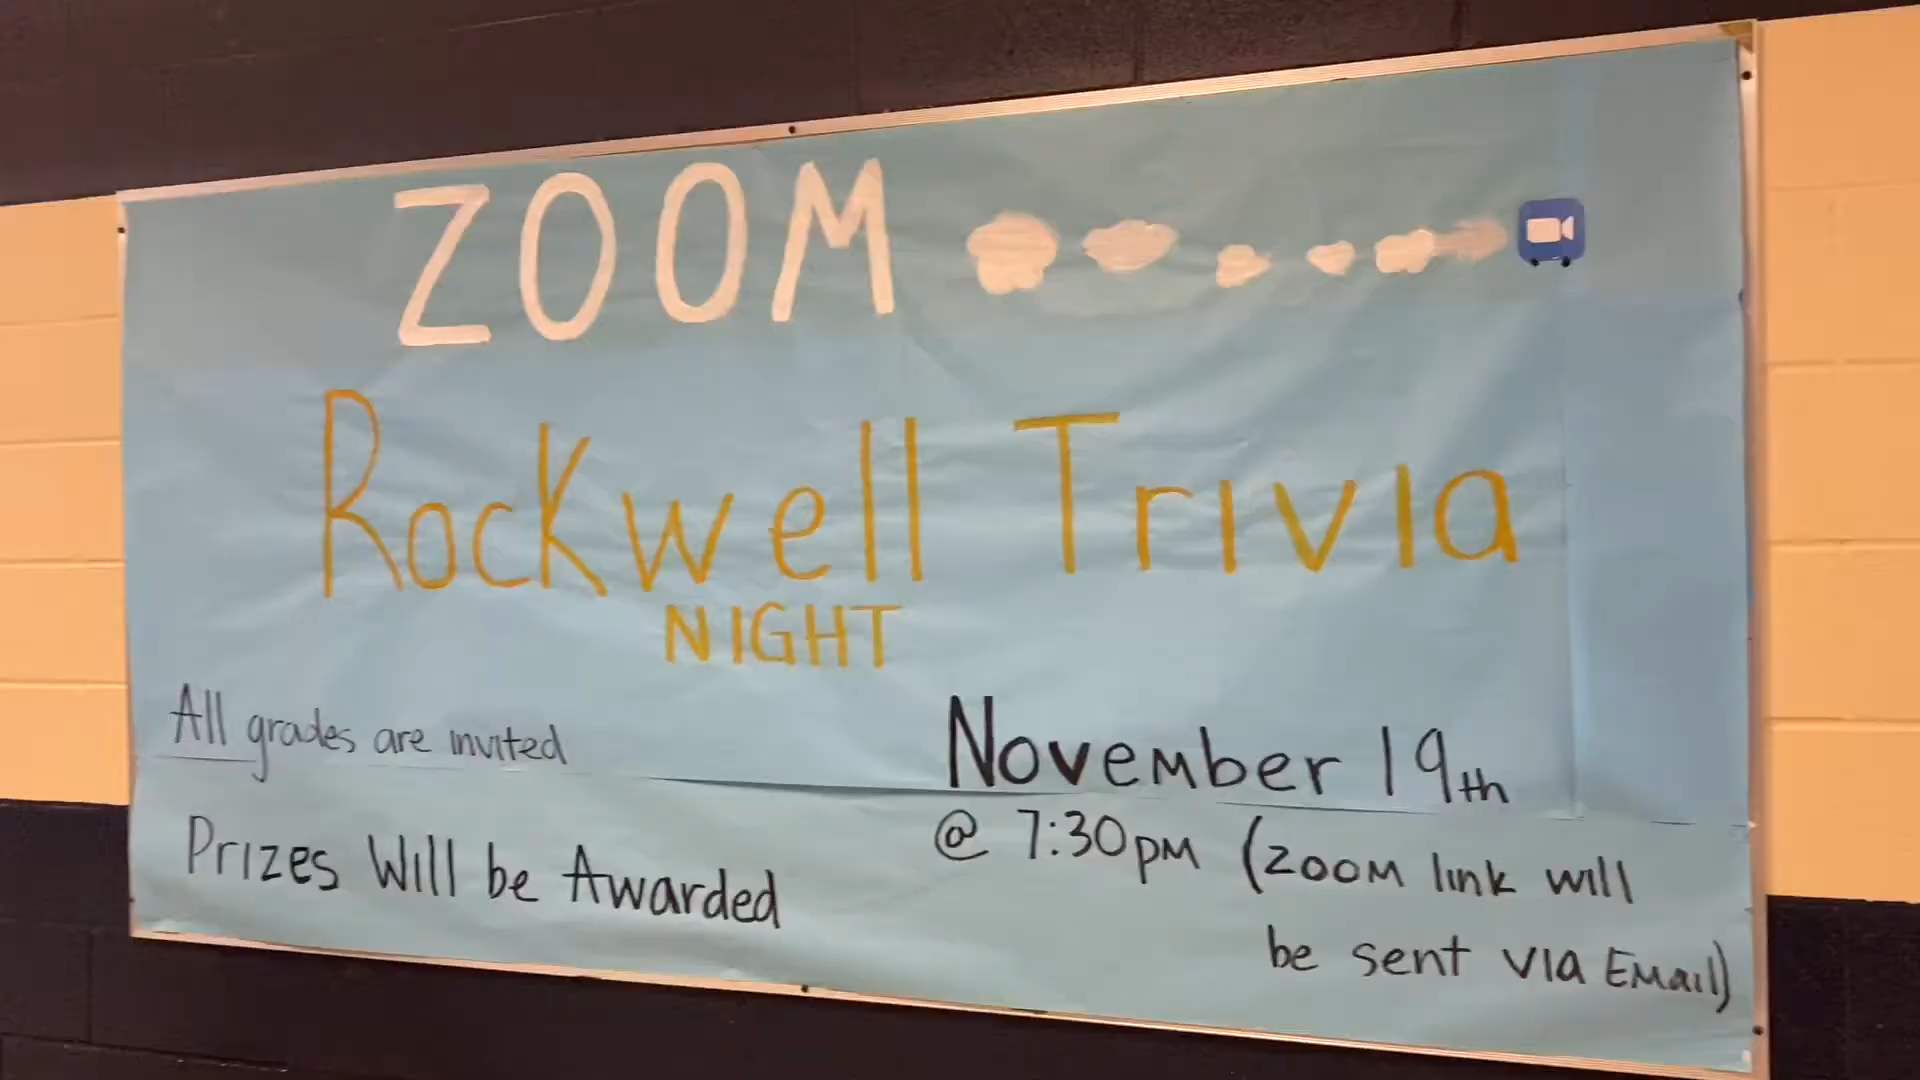 ZOOM
Rockwell Trivia
NIGHT
All grades are invited
Prizes Will be Awarded
November 19th
@ 7:30pm (zoom link will
be sent via Email)